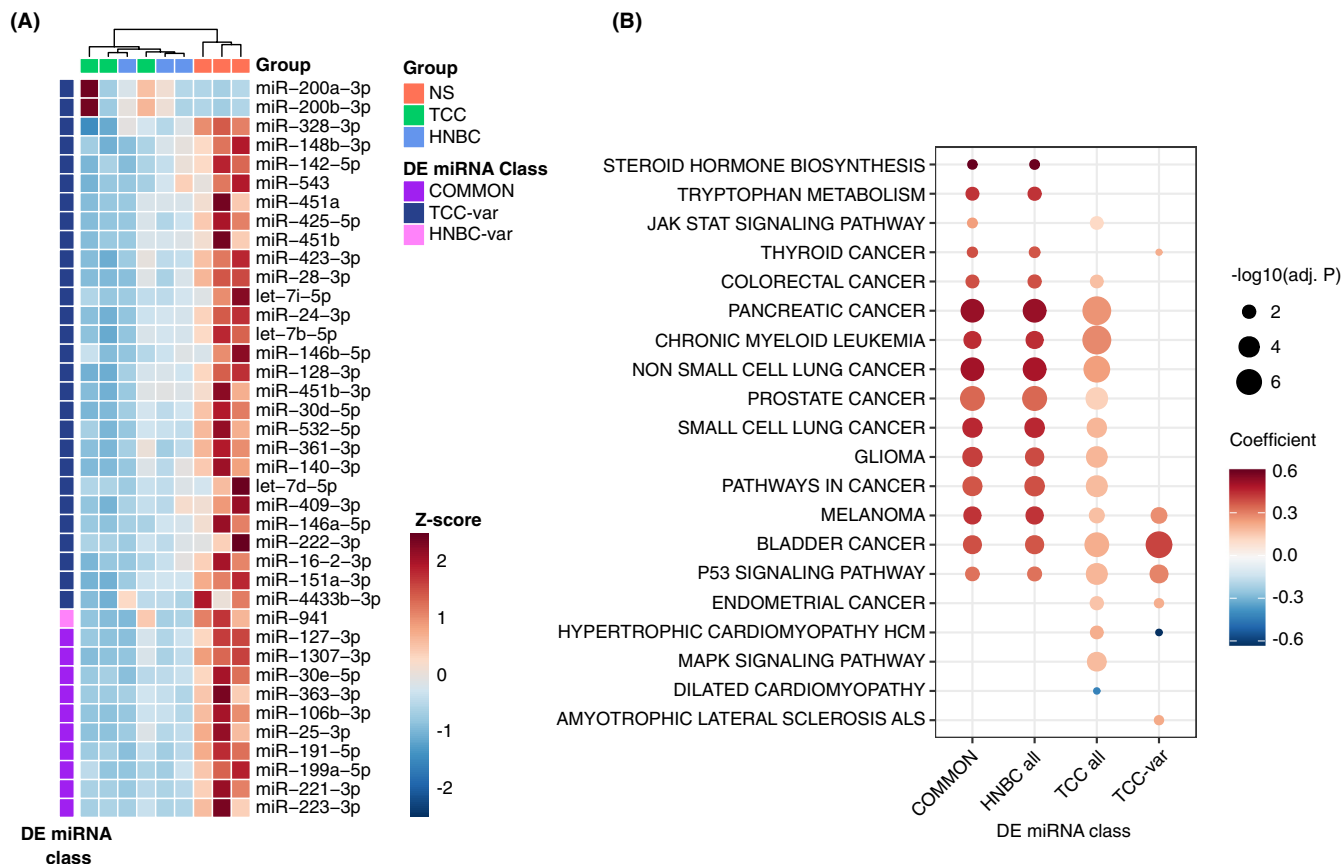 (A)
Group
miR−200a−3p
miR−200b−3p
miR−328−3p
miR−148b−3p
miR−142−5p
miR−543
miR−451a
miR−425−5p
miR−451b
miR−423−3p
miR−28−3p
let−7i−5p
miR−24−3p
let−7b−5p
miR−146b−5p
miR−128−3p
miR−451b−3p
miR−30d−5p
miR−532−5p
miR−361−3p
miR−140−3p
let−7d−5p
miR−409−3p
miR−146a−5p
miR−222−3p
miR−16−2−3p
miR−151a−3p
miR−4433b−3p
miR−941
miR−127−3p
miR−1307−3p
miR−30e−5p
miR−363−3p
miR−106b−3p
miR−25−3p
miR−191−5p
miR−199a−5p
miR−221−3p
miR−223−3p
DE miRNA
class
Group
NS
TCC
HNBC
DE miRNA Class
COMMON
TCC-var
HNBC-var
Z-score
2
1
0
-1
-2
(B)
STEROID HORMONE BIOSYNTHESIS
TRYPTOPHAN METABOLISM
JAK STAT SIGNALING PATHWAY
THYROID CANCER
COLORECTAL CANCER
PANCREATIC CANCER
CHRONIC MYELOID LEUKEMIA
NON SMALL CELL LUNG CANCER
PROSTATE CANCER
SMALL CELL LUNG CANCER
GLIOMA
PATHWAYS IN CANCER
MELANOMA
BLADDER CANCER
P53 SIGNALING PATHWAY
ENDOMETRIAL CANCER
HYPERTROPHIC CARDIOMYOPATHY HCM
MAPK SIGNALING PATHWAY
DILATED CARDIOMYOPATHY
AMYOTROPHIC LATERAL SCLEROSIS ALS
COMMON
HNBC all
TCC all
TCC-var
DE miRNA class
-log10(adj. P)
2
4
6
Coefficient
0.6
0.3
0.0
-0.3
-0.6